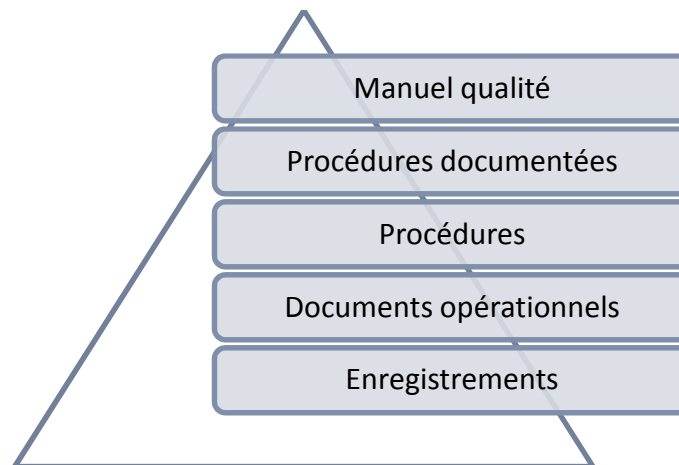 Manuel qualité
Procédures documentées
Procédures
Documents opérationnels
Enregistrements